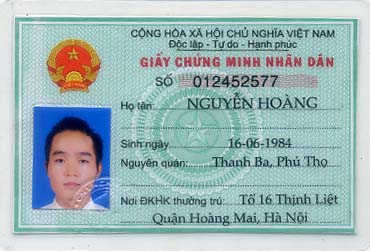 CỘNG HÒA XÃ HỘI CHỦ NGHĨA VIỆT NAM
Độc lập - Tự do - Hạnh phúc
GIẤY CHỨNG MINH NHÂN DÂN
SỐ 012452577
Họ tên: NGUYỄN HOÀNG
Sinh ngày 16-06-1984
Nguyên quán: Thanh Ba, Phú Thọ
Nơi ĐKHK thường trú: Tổ 16 Thịnh Liệt
Quận Hoàng Mai, Hà Nội